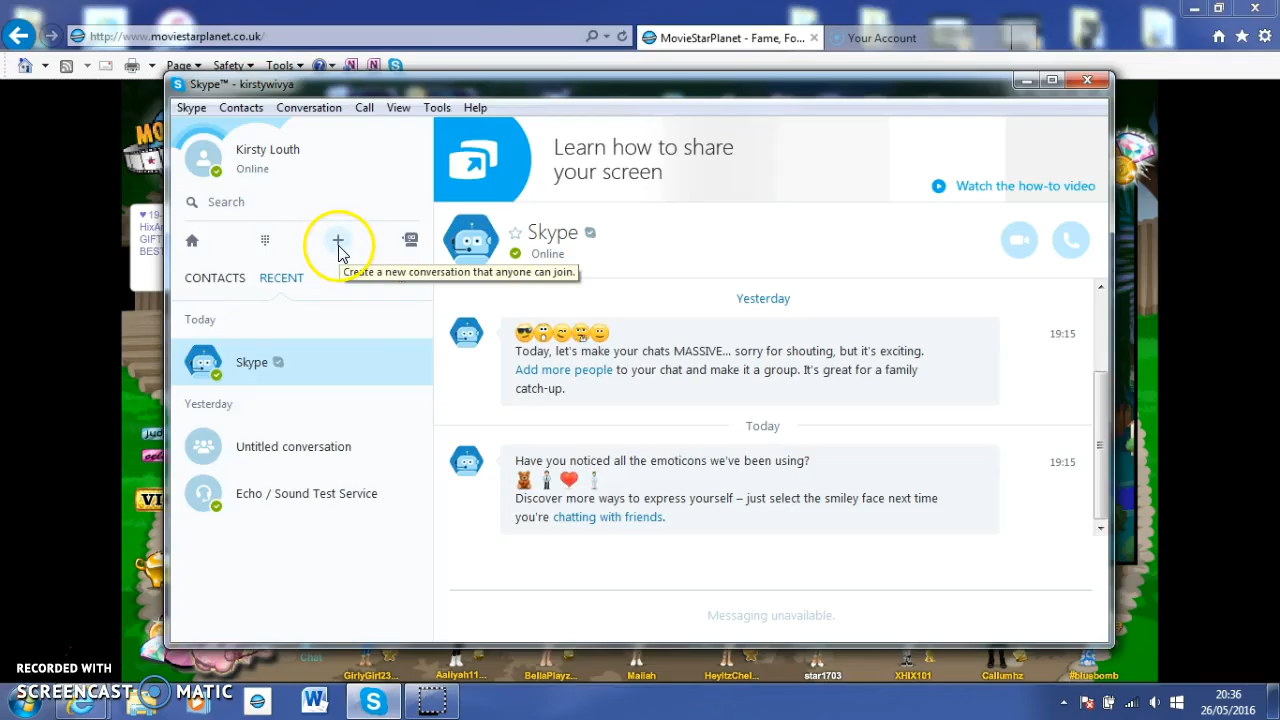 http://www.moviestarplanet.co.uk/
MovieStarPlanet - Fame, Fo...
Your Account
Page
Safety
Tools
Skype™ - kirstywivya
Skype
Contacts
Conversation
Call
View
Tools
Help
Kirsty Louth
Online
Search
CONTACTS
RECENT
Create a new conversation that anyone can join.
Today
Skype
Yesterday
Untitled conversation
Echo / Sound Test Service
Learn how to share
your screen
Watch the how-to video
Skype
Online
Yesterday
19:15
Today, let's make your chats MASSIVE... sorry for shouting, but it's exciting.
Add more people to your chat and make it a group. It's great for a family
catch-up.
Today
Have you noticed all the emoticons we've been using?
19:15
Discover more ways to express yourself – just select the smiley face next time
you're chatting with friends.
Messaging unavailable.
Chat
GirlyGirl23...
Aaliyah11...
BellaPlayz...
Mailah
HeyItzChel...
star1703
XHIX101
Callumhz
#bluebomb
RECORDED WITH
SCREENCAST MATIC
20:36
26/05/2016